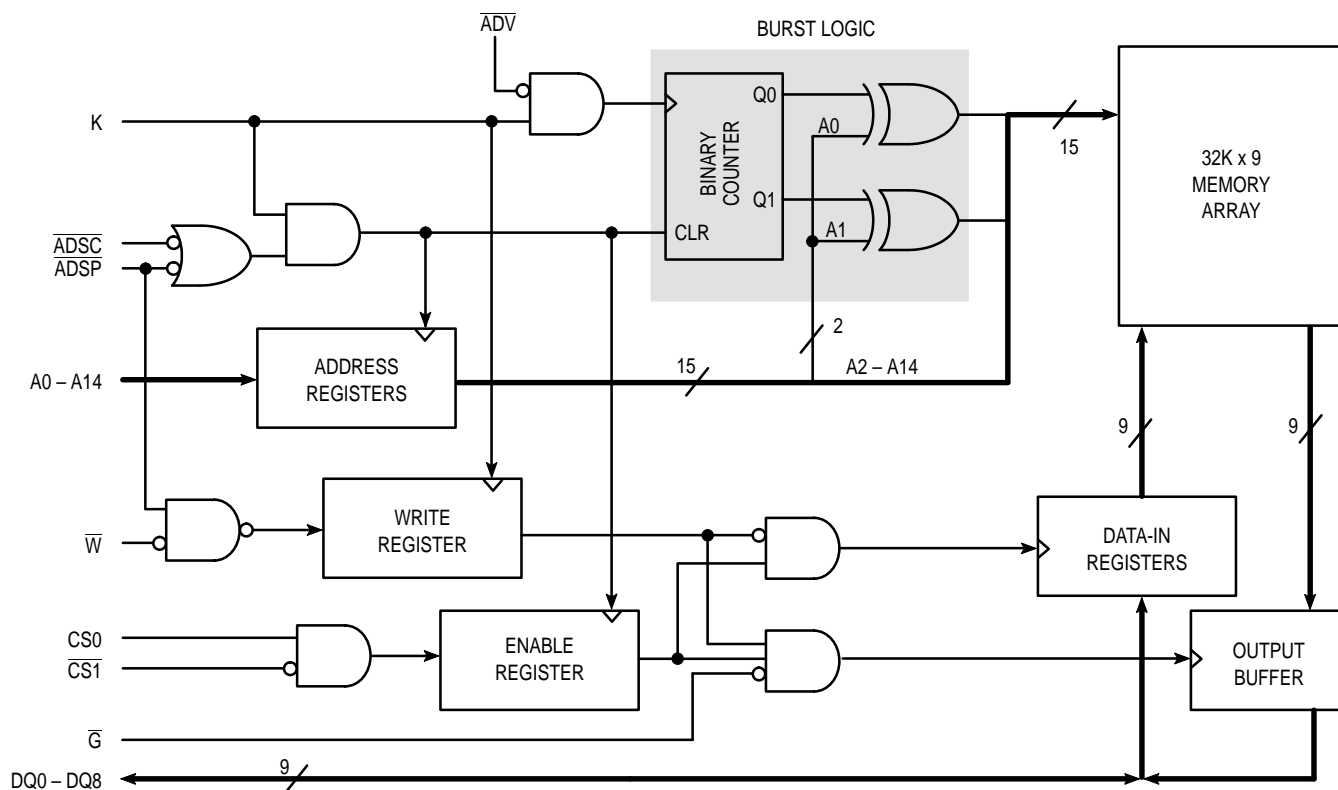 ADV
BURST LOGIC
K
BINARY
COUNTER
Q0
A0
Q1
A1
CLR
15
32K x 9
MEMORY
ARRAY
ADSC
ADSP
2
A0 – A14
ADDRESS
REGISTERS
15
A2 – A14
9
9
W
WRITE
REGISTER
DATA-IN
REGISTERS
CS0
CS1
ENABLE
REGISTER
OUTPUT
BUFFER
G
DQ0 – DQ8
9